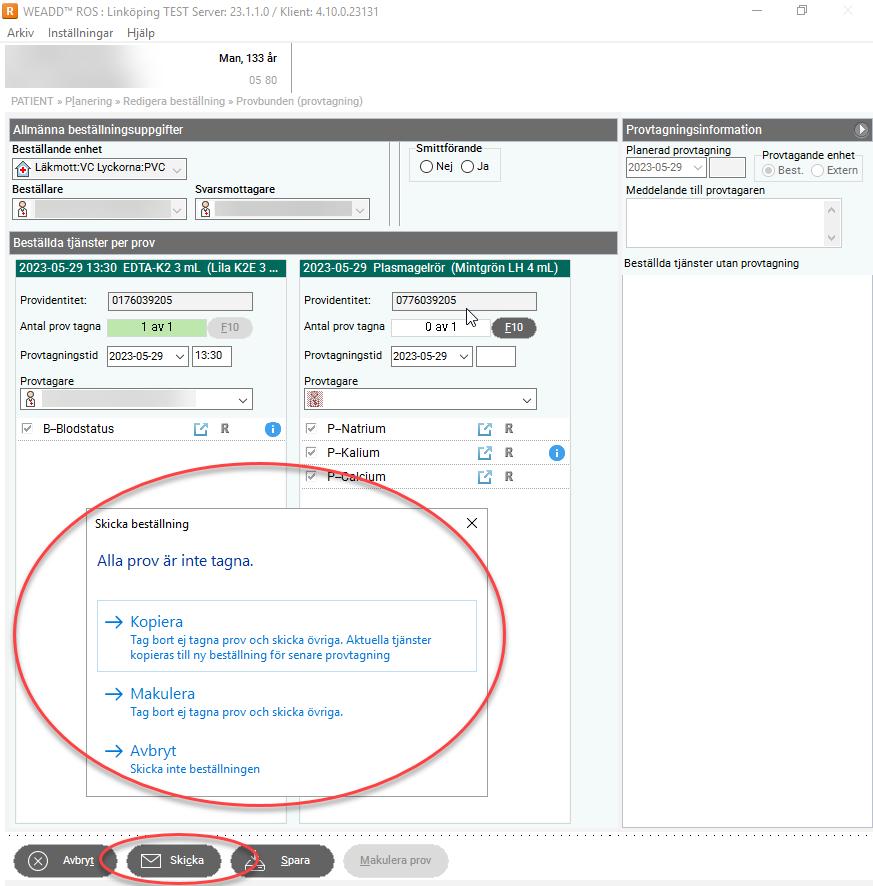 R WEADD™ ROS : Linköping TEST Server: 23.1.1.0 / Klient: 4.10.0.23131
Arkiv Inställningar Hjälp
Man, 133 år
05 80
PATIENT » Planering » Redigera beställning » Provbunden (provtagning)
Allmänna beställningsuppgifter
Beställande enhet
Läkmott:VC Lyckorna:PVC
Beställare Svarsmottagare
Smittförande
Nej Ja
Provtagningsinformation
Planerad provtagning
2023-05-29
Provtagande enhet
Best. Extern
Meddelande till provtagaren
Beställda tjänster utan provtagning
Beställda tjänster per prov
2023-05-29 13:30 EDTA-K2 3 mL (Lila K2E 3 ...
Providentitet: 0176039205
Antal prov tagna 1 av 1 F10
Provtagningstid 2023-05-29 13:30
Provtagare
B–Blodstatus R i
2023-05-29 Plasmagelrör (Mintgrön LH 4 mL)
Providentitet: 0776039205
Antal prov tagna 0 av 1 F10
Provtagningstid 2023-05-29
Provtagare
P–Natrium R
P–Kalium R i
P–Calcium R
Skicka beställning
Alla prov är inte tagna.
Kopiera
Tag bort ej tagna prov och skicka övriga. Aktuella tjänster
kopieras till ny beställning för senare provtagning
Makulera
Tag bort ej tagna prov och skicka övriga.
Avbryt
Skicka inte beställningen
Avbryt Skicka Spara Makulera prov